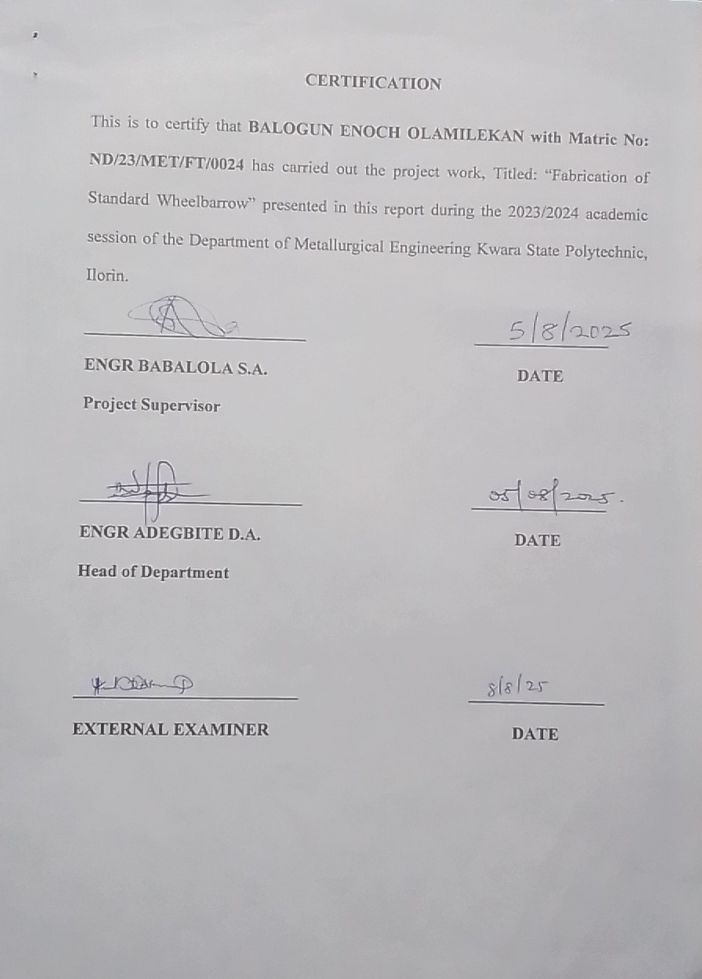 CERTIFICATION
This is to certify that BALOGUN ENOCH OLAMILEKAN with Matric No:
ND/23/MET/FT/0024 has carried out the project work, Titled: “Fabrication of
Standard Wheelbarrow” presented in this report during the 2023/2024 academic
session of the Department of Metallurgical Engineering Kwara State Polytechnic,
Ilorin.
5/8/2025
ENGR BABALOLA S.A.
DATE
Project Supervisor
05/08/2025.
ENGR ADEGBITE D.A.
DATE
Head of Department
8/8/25
EXTERNAL EXAMINER
DATE